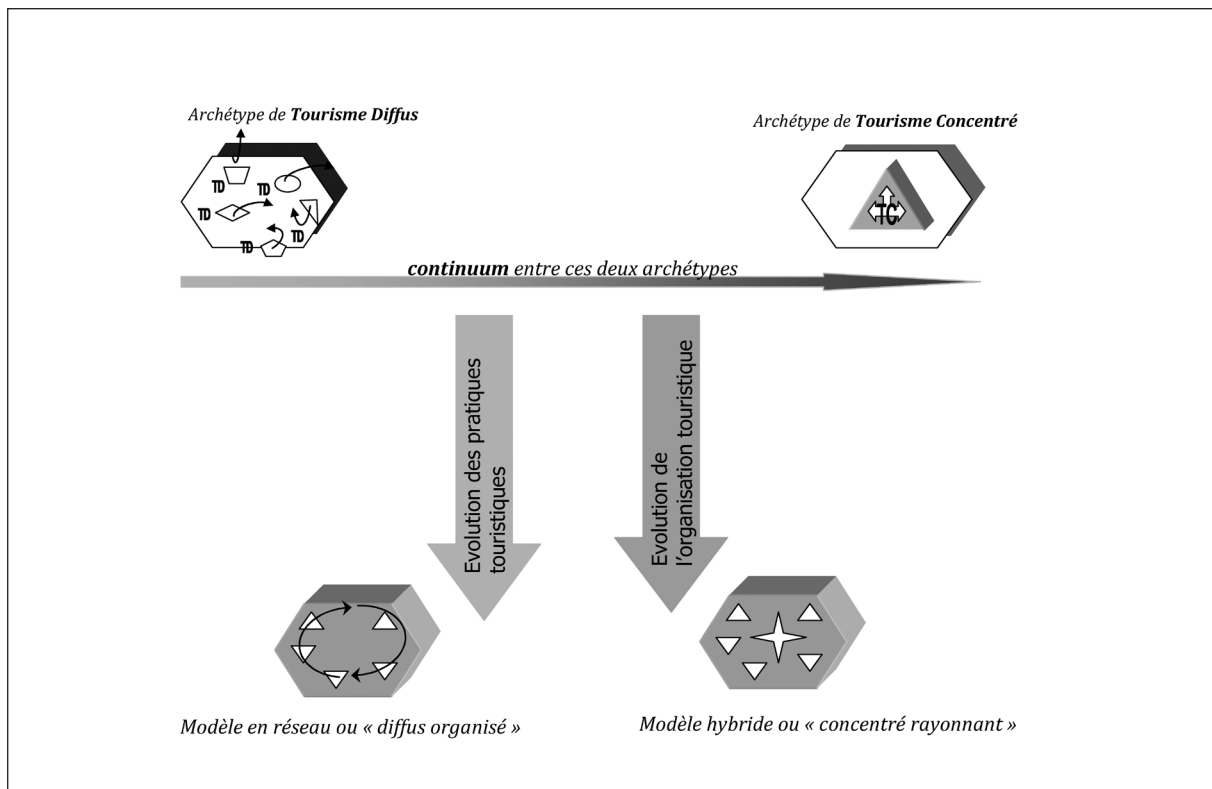 Archétype de Tourisme Diffus
Archétype de Tourisme Concentré
TD
TD
TD
TD
TD
TC
continuum entre ces deux archétypes
Evolution des pratiques
touristiques
Evolution de
l'organisation touristique
Modèle en réseau ou « diffus organisé »
Modèle hybride ou « concentré rayonnant »